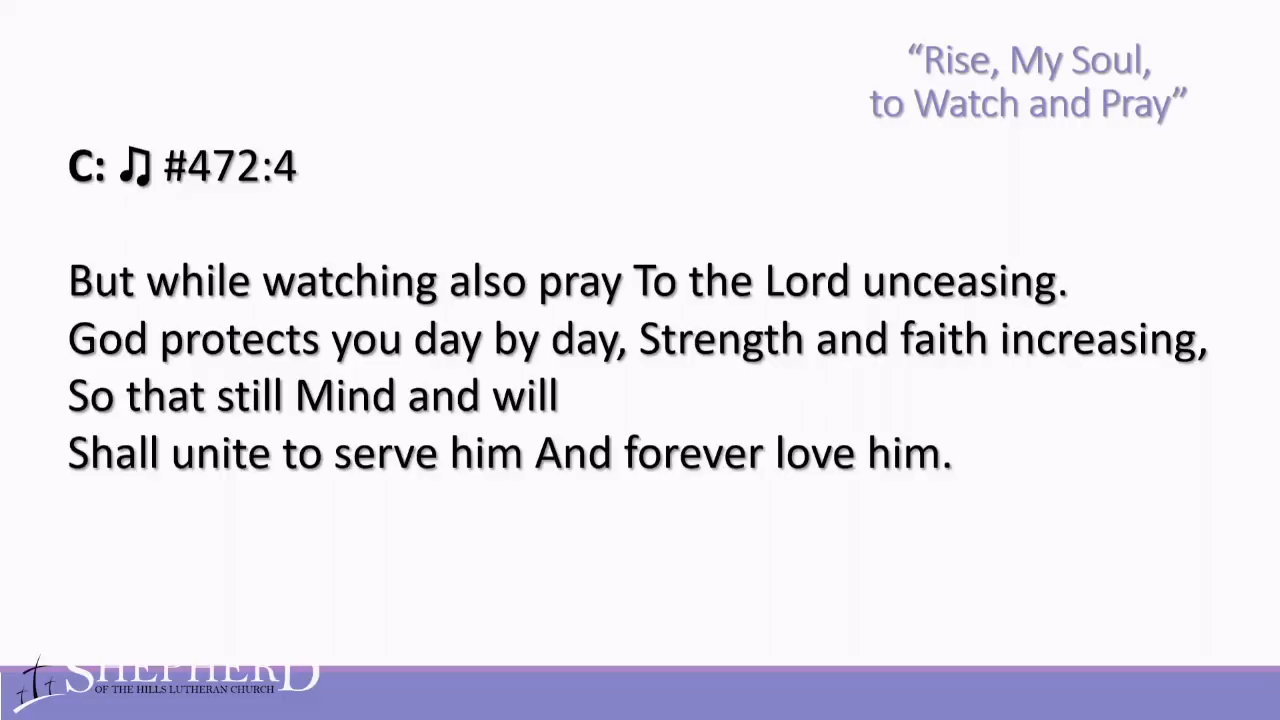 “Rise, My Soul,
to Watch and Pray”
C: ♫ #472:4
But while watching also pray To the Lord unceasing.
God protects you day by day, Strength and faith increasing,
So that still Mind and will
Shall unite to serve him And forever love him.
SHEPHERD
OF THE HILLS LUTHERAN CHURCH